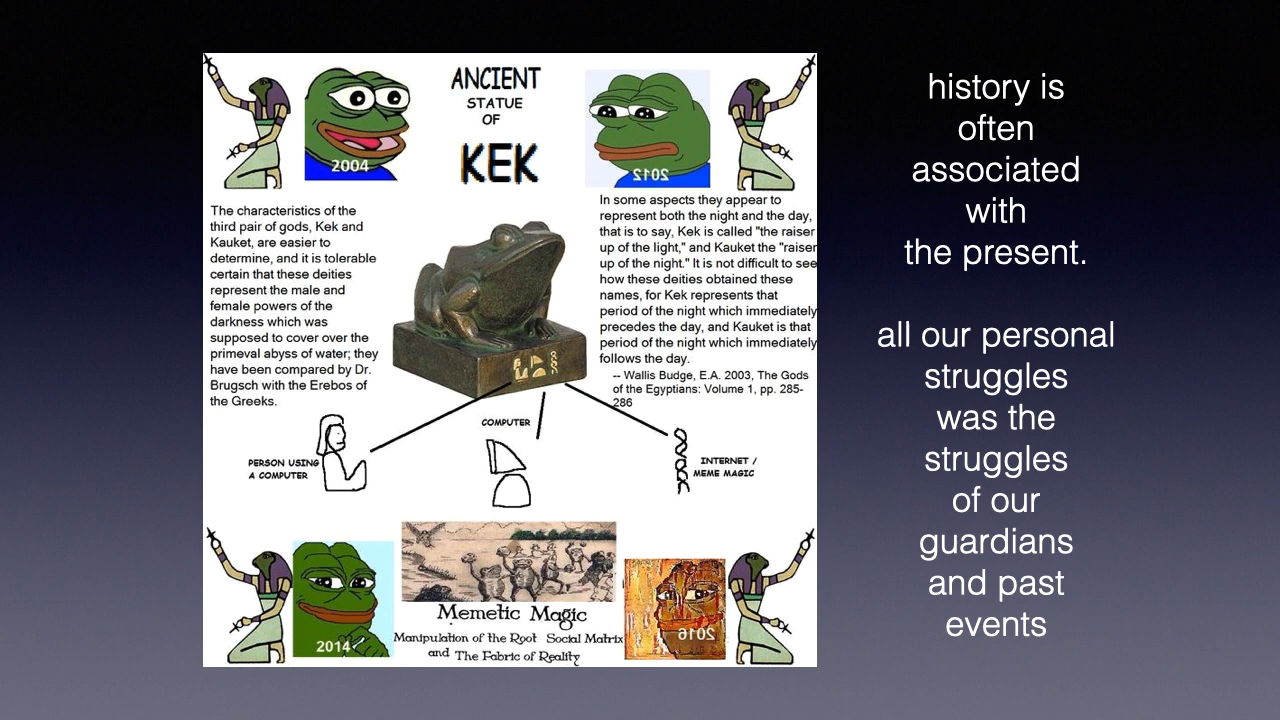 ANCIENT
STATUE
OF
KEK
2004
2012
The characteristics of the
third pair of gods, Kek and
Kauket, are easier to
determine, and it is tolerable
certain that these deities
represent the male and
female powers of the
darkness which was
supposed to cover over the
primeval abyss of water; they
have been compared by Dr.
Brugsch with the Erebos of
the Greeks.
In some aspects they appear to
represent both the night and the day,
that is to say, Kek is called "the raiser
up of the light," and Kauket the "raiser
up of the night." It is not difficult to see
how these deities obtained these
names, for Kek represents that
period of the night which immediately
precedes the day, and Kauket is that
period of the night which immediately
follows the day.
-- Wallis Budge, E.A. 2003, The Gods
of the Egyptians: Volume 1, pp. 285-
286
PERSON USING
A COMPUTER
COMPUTER
INTERNET /
MEME MAGIC
2014
Memetic Magic
Manipulation of the Root Social Matrix
and The Fabric of Reality
2016
history is
often
associated
with
the present.
all our personal
struggles
was the
struggles
of our
guardians
and past
events